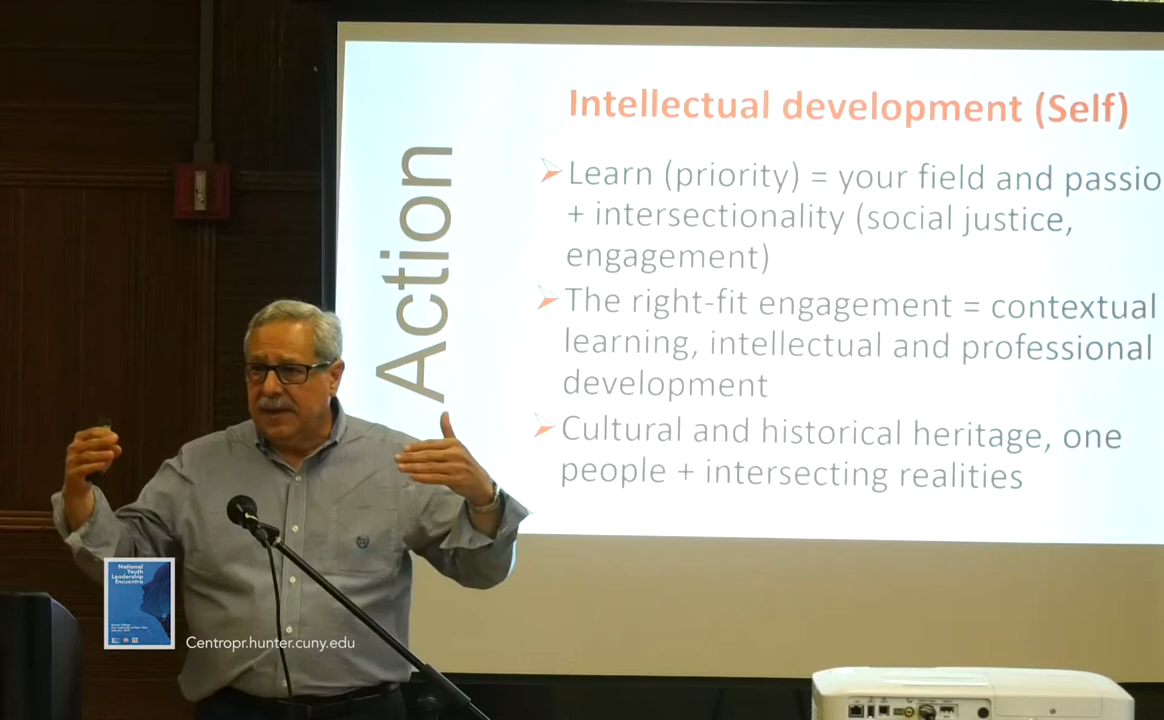 Action
Intellectual development (Self)
Learn (priority) = your field and passio
+ intersectionality (social justice,
engagement)
The right-fit engagement = contextual
learning, intellectual and professional
development
Cultural and historical heritage, one
people + intersecting realities
National
Youth
Leadership
Encuentro
Centropr.hunter.cuny.edu